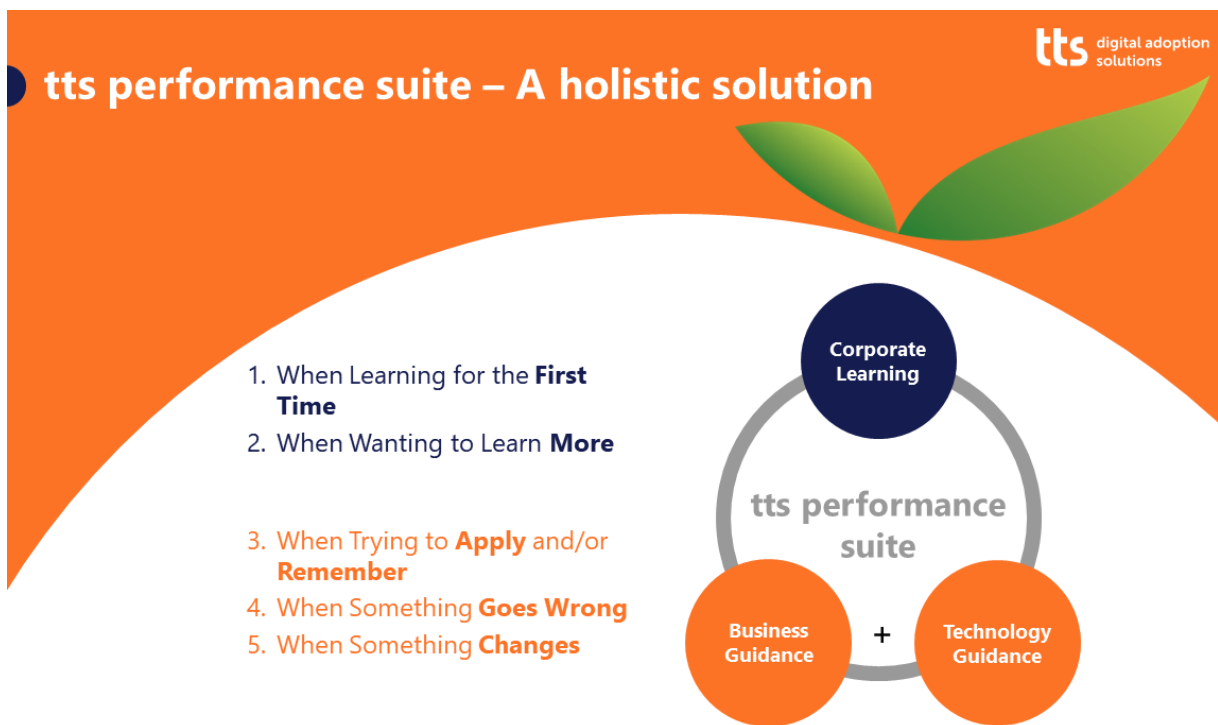 tts digital adoption
solutions
tts performance suite – A holistic solution
1. When Learning for the First
Time
2. When Wanting to Learn More
3. When Trying to Apply and/or
Remember
4. When Something Goes Wrong
5. When Something Changes
Corporate
Learning
tts performance
suite
Business
Guidance
+
Technology
Guidance